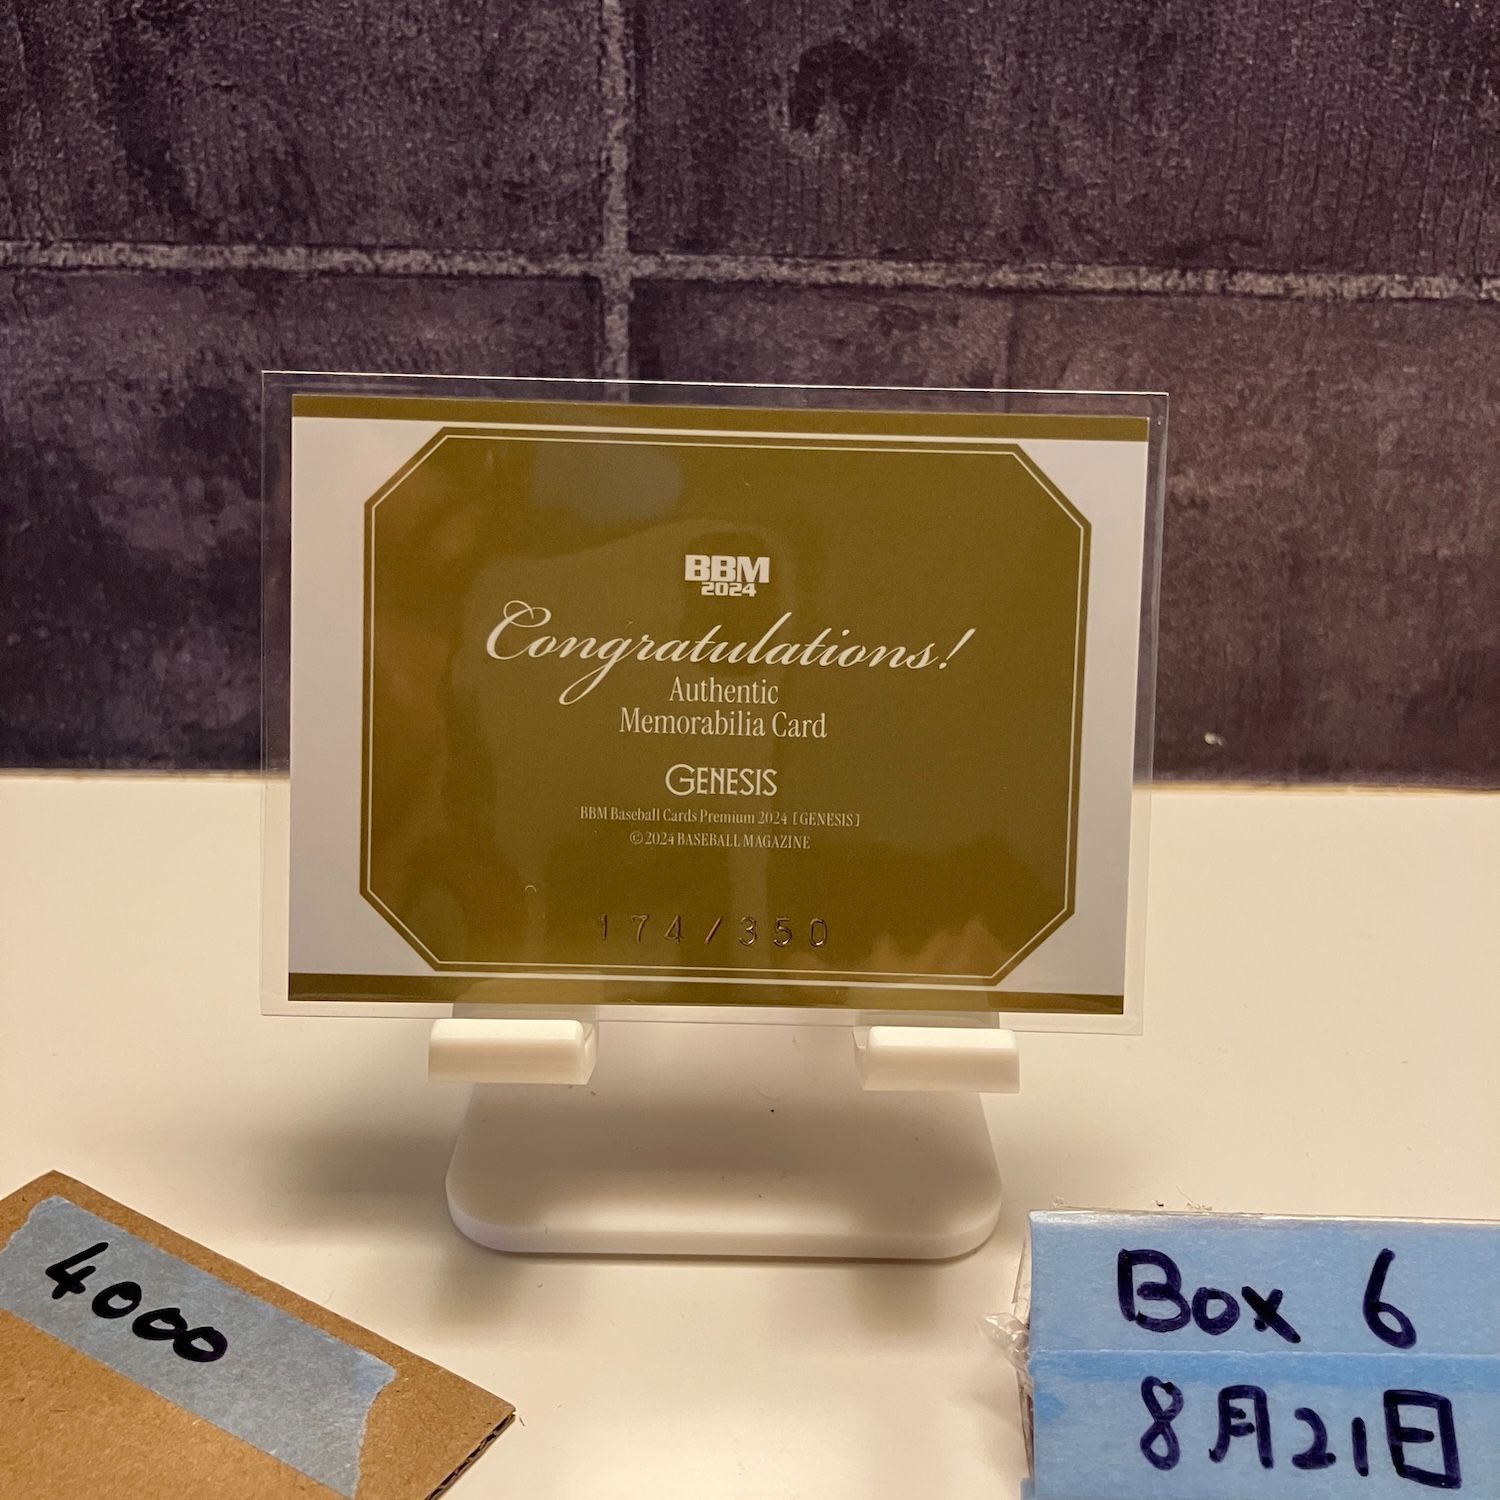 BBM
2024
Congratulations!
Authentic
Memorabilia Card
GENESIS
BBM Baseball Cards Premium 2024 [GENESIS]
©2024 BASEBALL MAGAZINE
174/350
4000
Box 6
8月21日